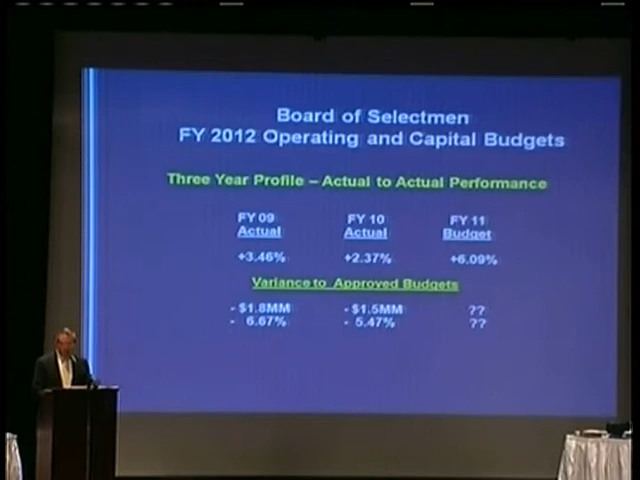 Board of Selectmen
FY 2012 Operating and Capital Budgets
Three Year Profile – Actual to Actual Performance
FY 09 FY 10 FY 11
Actual Actual Budget
+3.46% +2.37% +6.09%
Variance to Approved Budgets
- $1.8MM - $1.5MM ??
- 6.67% - 5.47% ??